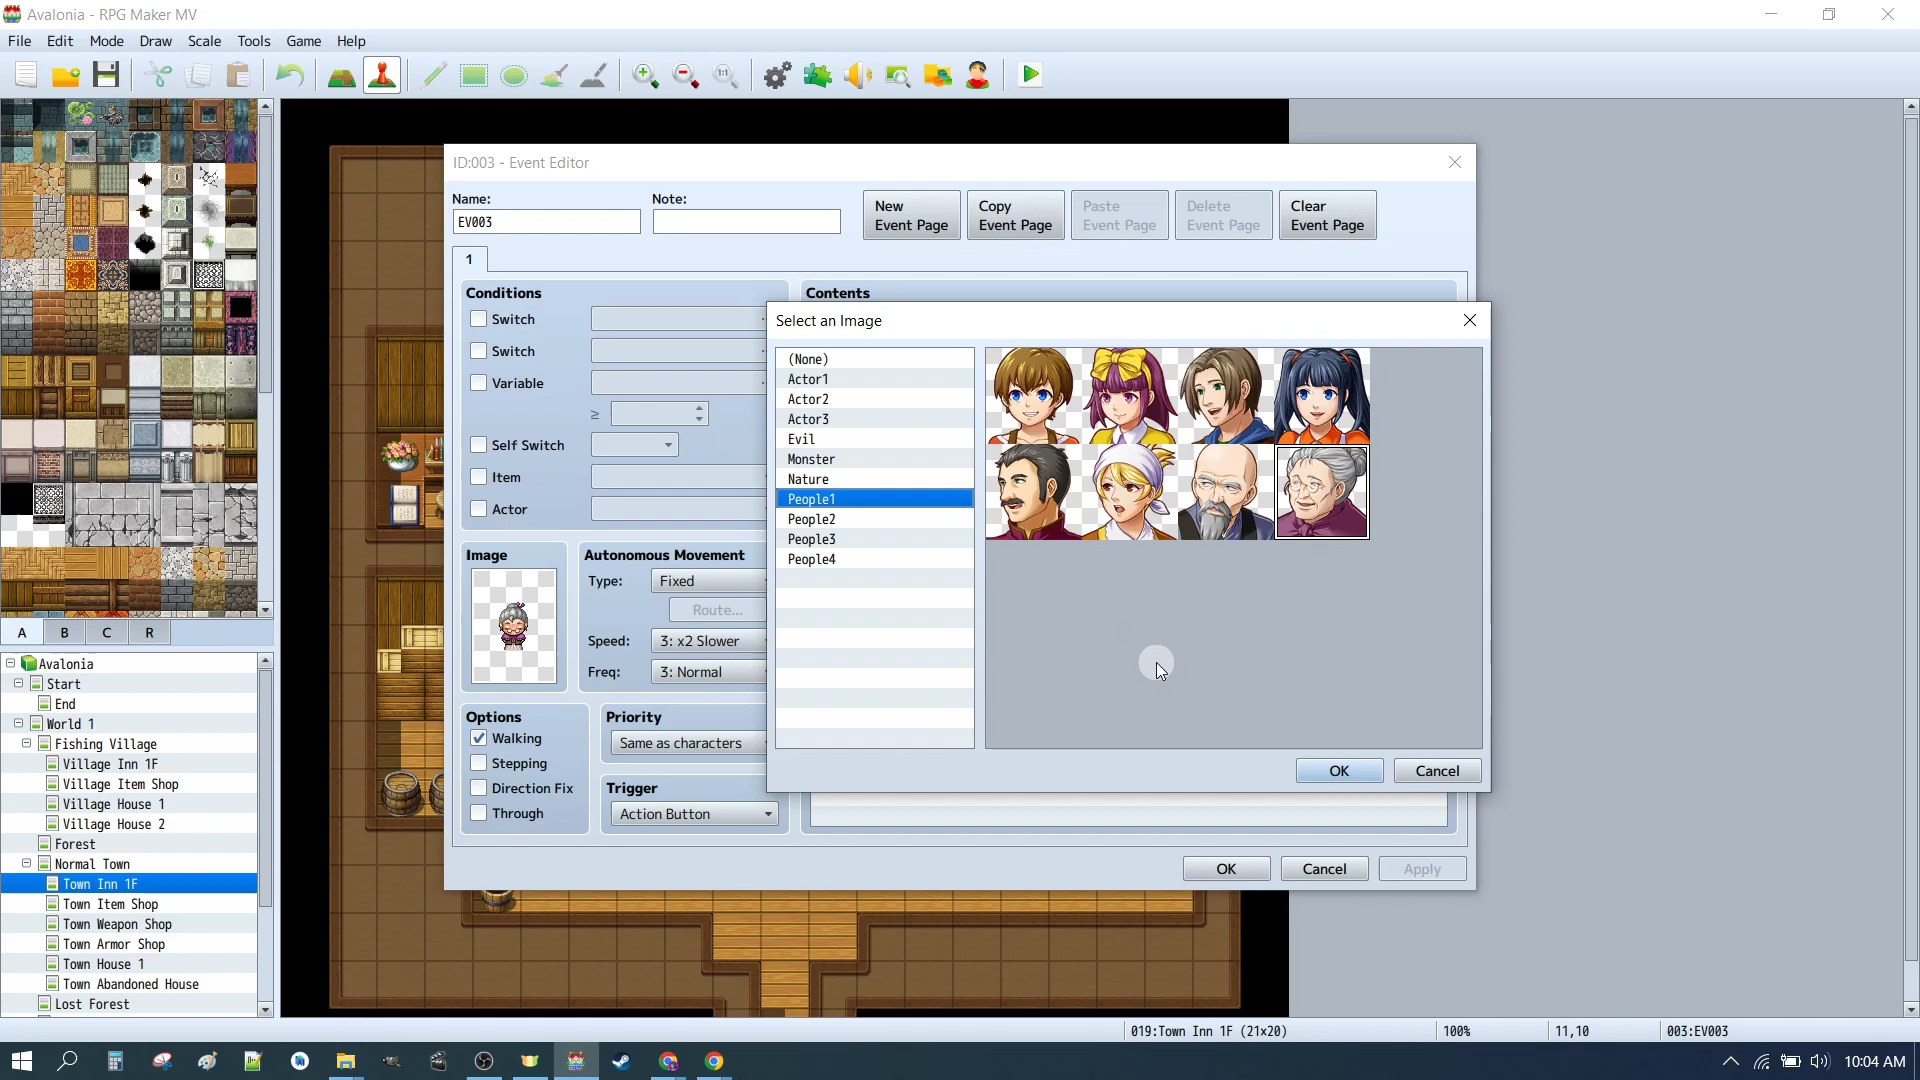 Avalonia - RPG Maker MV
File Edit Mode Draw Scale Tools Game Help
1:1
ID:003 - Event Editor
Name:
Note:
EV003
New Event Page
Copy Event Page
Paste Event Page
Delete Event Page
Clear Event Page
1
Conditions
Switch
Switch
Variable
≥
Self Switch
Item
Actor
Contents
Image
Autonomous Movement
Type: Fixed
Route...
Speed: 3: x2 Slower
Freq: 3: Normal
Options
Walking
Stepping
Direction Fix
Through
Priority
Same as characters
Trigger
Action Button
OK Cancel Apply
Select an Image
(None)
Actor1
Actor2
Actor3
Evil
Monster
Nature
People1
People2
People3
People4
OK Cancel
A B C R
Avalonia
Start
End
World 1
Fishing Village
Village Inn 1F
Village Item Shop
Village House 1
Village House 2
Forest
Normal Town
Town Inn 1F
Town Item Shop
Town Weapon Shop
Town Armor Shop
Town House 1
Town Abandoned House
Lost Forest
019:Town Inn 1F (21x20) 100% 11,10 003:EV003
10:04 AM